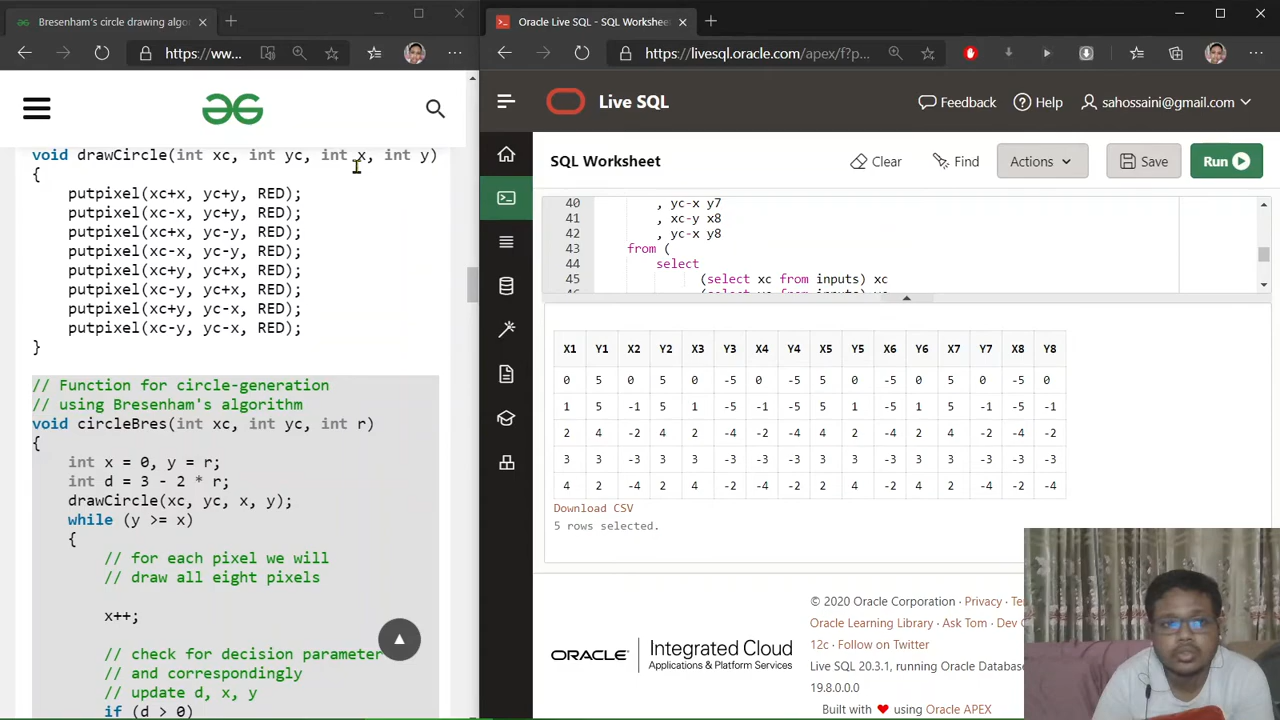 Bresenham's circle drawing algo
https://ww...
void drawCircle(int xc, int yc, int x, int y)
{
putpixel(xc+x, yc+y, RED);
putpixel(xc-x, yc+y, RED);
putpixel(xc+x, yc-y, RED);
putpixel(xc-x, yc-y, RED);
putpixel(xc+y, yc+x, RED);
putpixel(xc-y, yc+x, RED);
putpixel(xc+y, yc-x, RED);
putpixel(xc-y, yc-x, RED);
}
// Function for circle-generation
// using Bresenham's algorithm
void circleBres(int xc, int yc, int r)
{
int x = 0, y = r;
int d = 3 - 2 * r;
drawCircle(xc, yc, x, y);
while (y >= x)
{
// for each pixel we will
// draw all eight pixels
x++;
// check for decision parameter
// and correspondingly
// update d, x, y
if (d > 0)
Oracle Live SQL - SQL Workshee
https://livesql.oracle.com/apex/f?p...
Live SQL
Feedback
Help
sahossaini@gmail.com
SQL Worksheet
Clear
Find
Actions
Save
Run
40 , yc-x y7
41 , xc-y x8
42 , yc-x y8
43 from (
44 select
45 (select xc from inputs) xc
X1 Y1 X2 Y2 X3 Y3 X4 Y4 X5 Y5 X6 Y6 X7 Y7 X8 Y8
0 5 0 5 0 -5 0 -5 5 0 -5 0 5 0 -5 0
1 5 -1 5 1 -5 -1 -5 5 1 -5 1 5 -1 -5 -1
2 4 -2 4 2 -4 -2 -4 4 2 -4 2 4 -2 -4 -2
3 3 -3 3 3 -3 -3 -3 3 3 -3 3 3 -3 -3 -3
4 2 -4 2 4 -2 -4 -2 2 4 -2 4 2 -4 -2 -4
Download CSV
5 rows selected.
ORACLE
Integrated Cloud
Applications & Platform Services
© 2020 Oracle Corporation · Privacy ·
Oracle Learning Library · Ask Tom · Dev
12c · Follow on Twitter
Live SQL 20.3.1, running Oracle Database
19.8.0.0.0
Built with ❤ using Oracle APEX